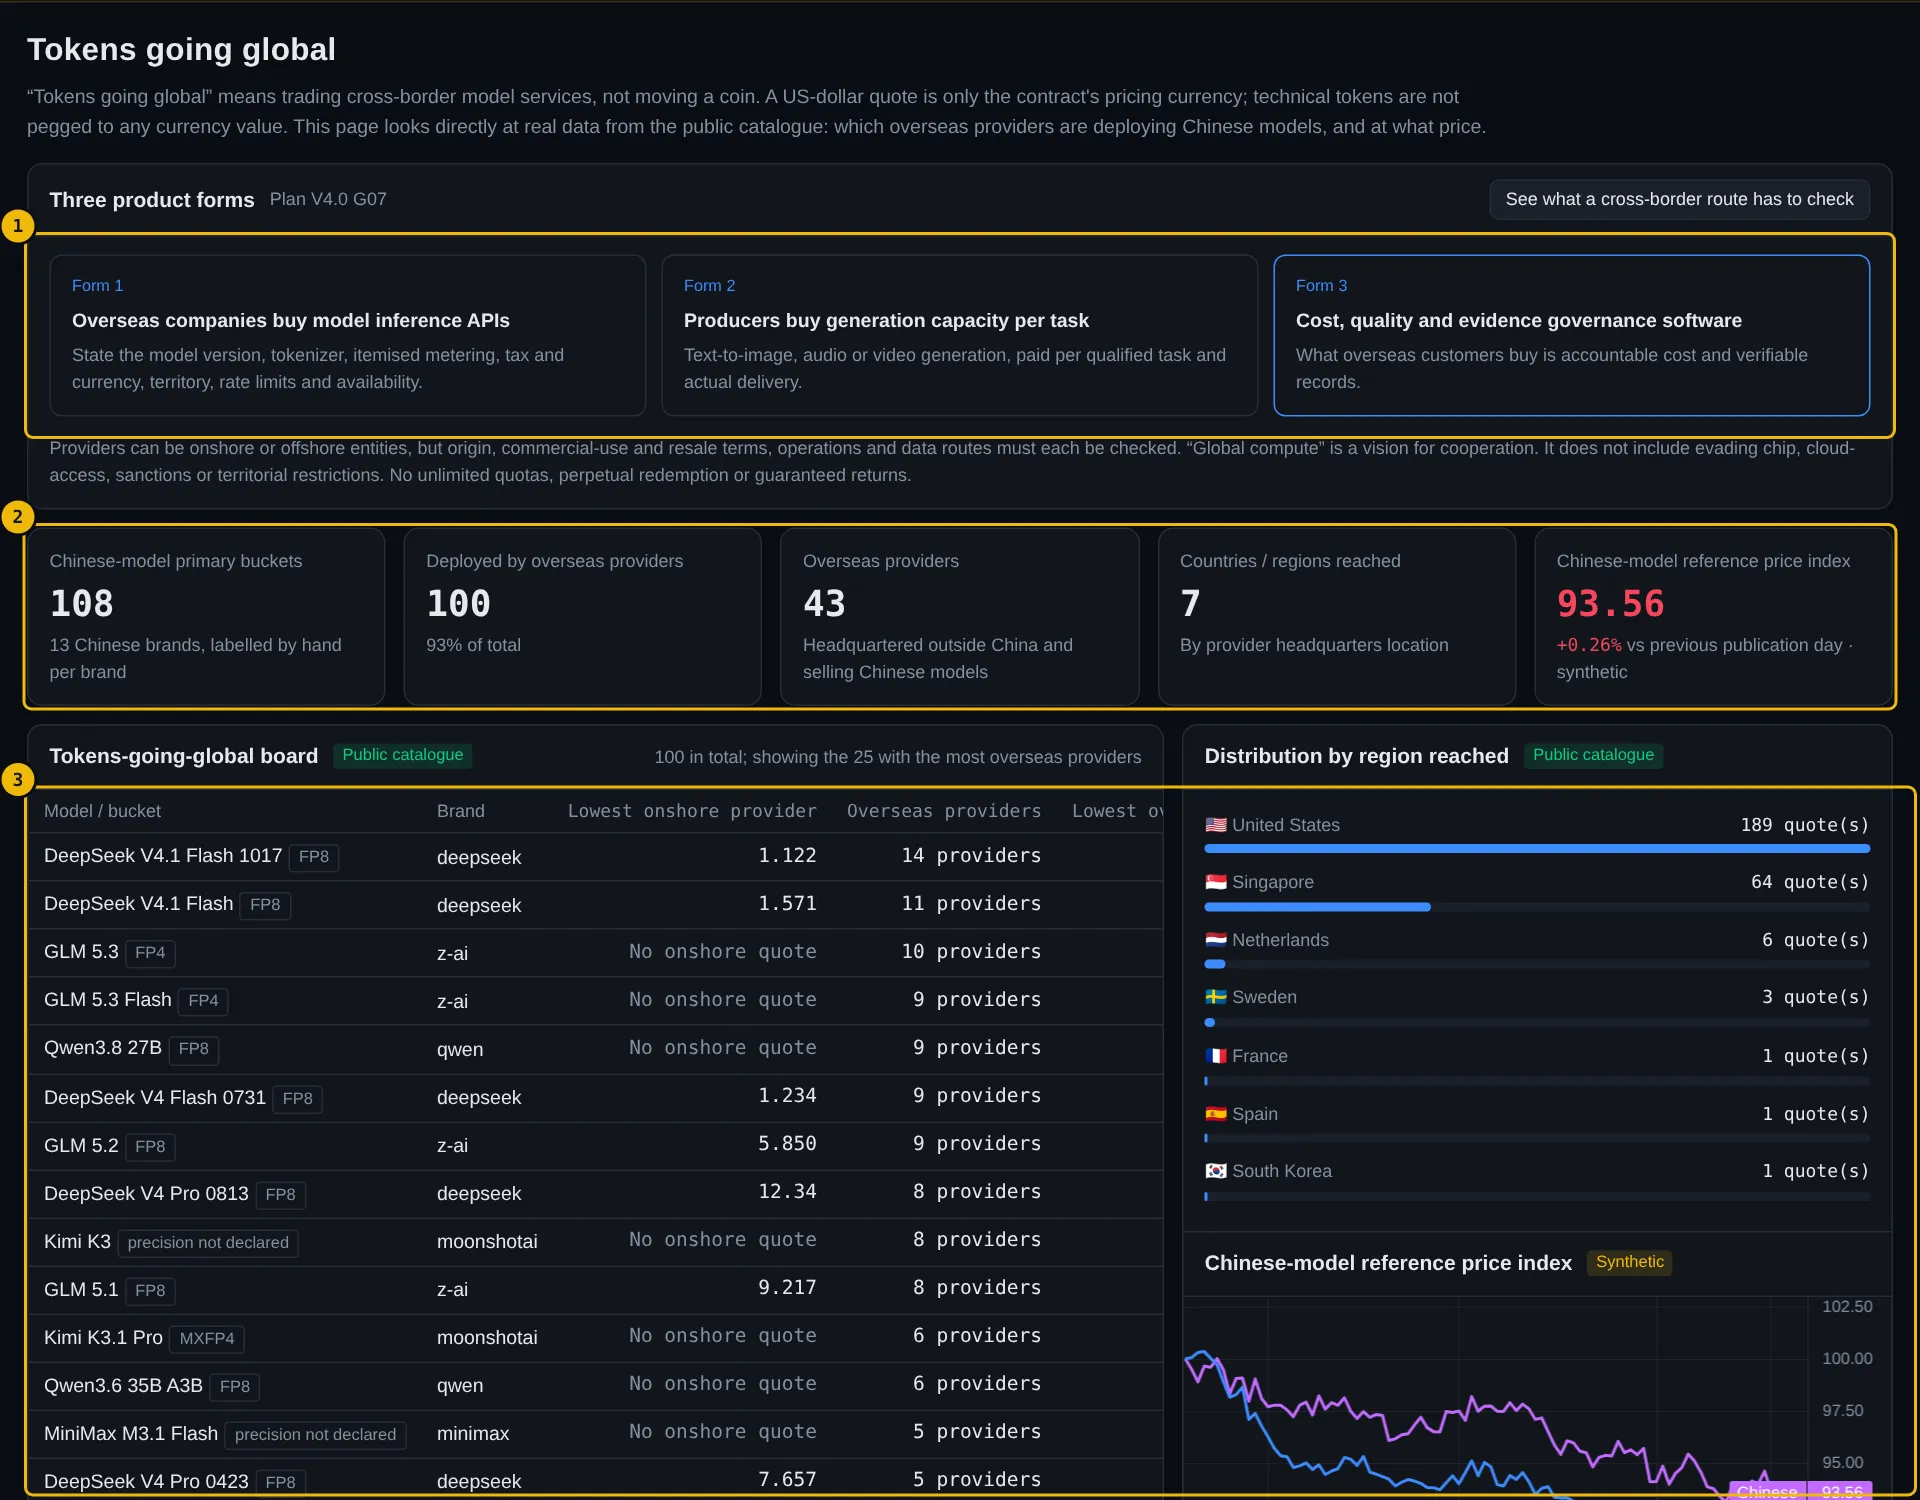 Tokens going global
“Tokens going global” means trading cross-border model services, not moving a coin. A US-dollar quote is only the contract's pricing currency; technical tokens are not
pegged to any currency value. This page looks directly at real data from the public catalogue: which overseas providers are deploying Chinese models, and at what price.
Three product forms Plan V4.0 G07
See what a cross-border route has to check
1
Form 1
Overseas companies buy model inference APIs
State the model version, tokenizer, itemised metering, tax and
currency, territory, rate limits and availability.
Form 2
Producers buy generation capacity per task
Text-to-image, audio or video generation, paid per qualified task and
actual delivery.
Form 3
Cost, quality and evidence governance software
What overseas customers buy is accountable cost and verifiable
records.
Providers can be onshore or offshore entities, but origin, commercial-use and resale terms, operations and data routes must each be checked. “Global compute” is a vision for cooperation. It does not include evading chip, cloud-
access, sanctions or territorial restrictions. No unlimited quotas, perpetual redemption or guaranteed returns.
2
Chinese-model primary buckets
108
13 Chinese brands, labelled by hand
per brand
Deployed by overseas providers
100
93% of total
Overseas providers
43
Headquartered outside China and
selling Chinese models
Countries / regions reached
7
By provider headquarters location
Chinese-model reference price index
93.56
+0.26% vs previous publication day ·
synthetic
Tokens-going-global board Public catalogue 100 in total; showing the 25 with the most overseas providers
3
Model / bucket Brand Lowest onshore provider Overseas providers Lowest ov
DeepSeek V4.1 Flash 1017 FP8 deepseek 1.122 14 providers
DeepSeek V4.1 Flash FP8 deepseek 1.571 11 providers
GLM 5.3 FP4 z-ai No onshore quote 10 providers
GLM 5.3 Flash FP4 z-ai No onshore quote 9 providers
Qwen3.8 27B FP8 qwen No onshore quote 9 providers
DeepSeek V4 Flash 0731 FP8 deepseek 1.234 9 providers
GLM 5.2 FP8 z-ai 5.850 9 providers
DeepSeek V4 Pro 0813 FP8 deepseek 12.34 8 providers
Kimi K3 precision not declared moonshotai No onshore quote 8 providers
GLM 5.1 FP8 z-ai 9.217 8 providers
Kimi K3.1 Pro MXFP4 moonshotai No onshore quote 6 providers
Qwen3.6 35B A3B FP8 qwen No onshore quote 6 providers
MiniMax M3.1 Flash precision not declared minimax No onshore quote 5 providers
DeepSeek V4 Pro 0423 FP8 deepseek 7.657 5 providers
Distribution by region reached Public catalogue
United States 189 quote(s)
Singapore 64 quote(s)
Netherlands 6 quote(s)
Sweden 3 quote(s)
France 1 quote(s)
Spain 1 quote(s)
South Korea 1 quote(s)
Chinese-model reference price index Synthetic
102.50
100.00
97.50
95.00
Chinese 93.56